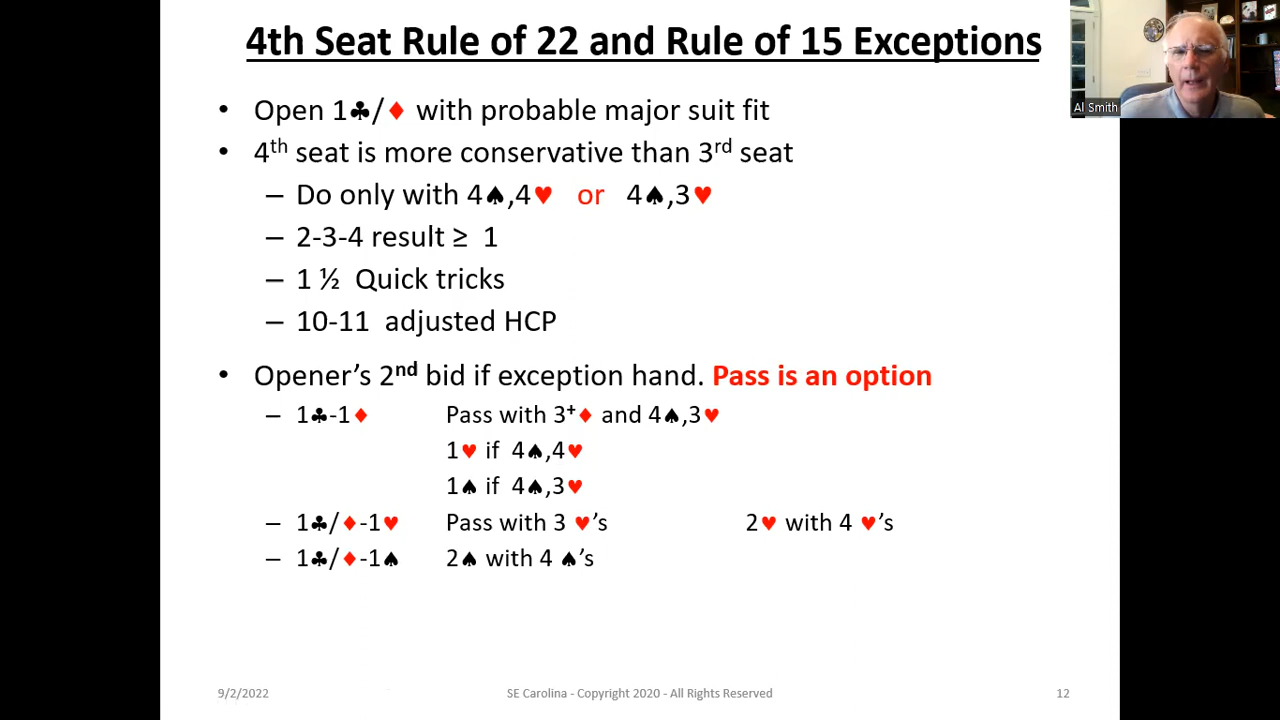 4th Seat Rule of 22 and Rule of 15 Exceptions
Al Smith
• Open 1♣/♦ with probable major suit fit
• 4th seat is more conservative than 3rd seat
– Do only with 4♠,4♥ or 4♠,3♥
– 2-3-4 result ≥ 1
– 1 ½ Quick tricks
– 10-11 adjusted HCP
• Opener’s 2nd bid if exception hand. Pass is an option
– 1♣-1♦ Pass with 3+♦ and 4♠,3♥
1♥ if 4♠,4♥
1♠ if 4♠,3♥
– 1♣/♦-1♥ Pass with 3 ♥’s 2♥ with 4 ♥’s
– 1♣/♦-1♠ 2♠ with 4 ♠’s
9/2/2022 SE Carolina - Copyright 2020 - All Rights Reserved 12